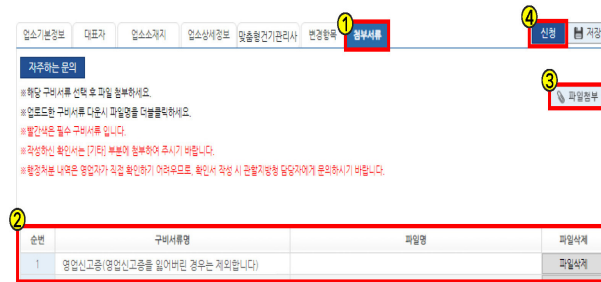 ① ④
업소기본정보 대표자 업소소재지 업소상세정보 맞춤형건기관리사 변경항목 첨부서류 신청 저장
자주하는 문의
③
※해당 구비서류 선택 후 파일 첨부하세요. 파일첨부
※업로드한 구비서류 다운시 파일명을 더블클릭하세요.
※빨간색은 필수 구비서류 입니다.
※작성하신 확인서는 [기타] 부분에 첨부하여 주시기 바랍니다.
※행정처분 내역은 영업자가 직접 확인하기 어려우므로, 확인서 작성 시 관할지방청 담당자에게 문의하시기 바랍니다.
②
순번 구비서류명 파일명 파일삭제
1 영업신고증(영업신고증을 잃어버린 경우는 제외합니다) 파일삭제